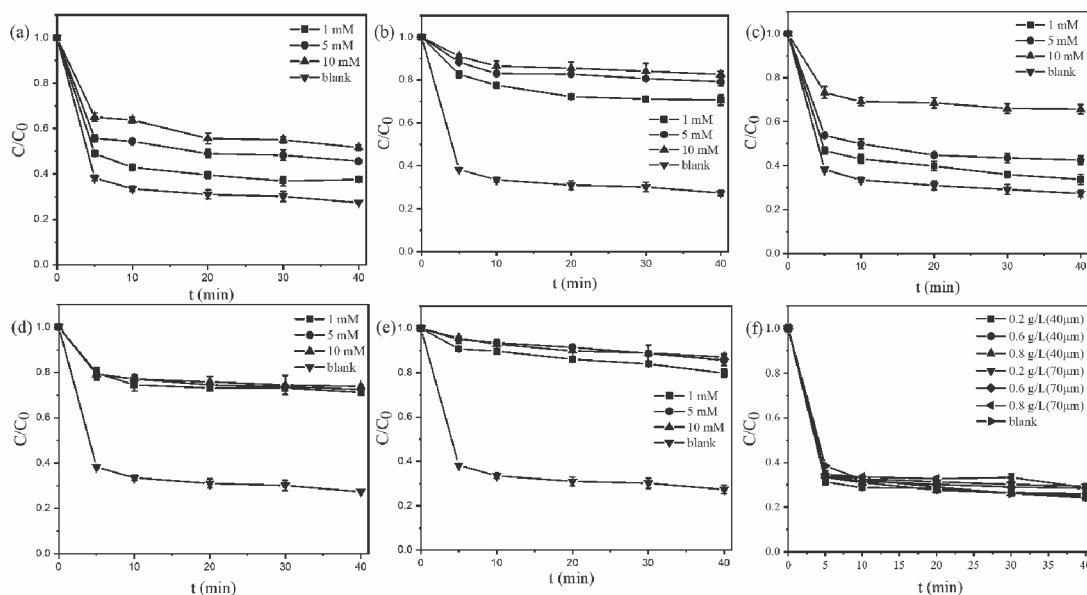 (a)
1 mM
5 mM
10 mM
blank
C/C0
1.0
0.8
0.6
0.4
0.2
0.0
0 10 20 30 40
t (min)
(b)
1 mM
5 mM
10 mM
blank
C/C0
1.0
0.8
0.6
0.4
0.2
0.0
0 10 20 30 40
t (min)
(c)
1 mM
5 mM
10 mM
blank
C/C0
1.0
0.8
0.6
0.4
0.2
0.0
0 10 20 30 40
t (min)
(d)
1 mM
5 mM
10 mM
blank
C/C0
1.0
0.8
0.6
0.4
0.2
0.0
0 10 20 30 40
t (min)
(e)
1 mM
5 mM
10 mM
blank
C/C0
1.0
0.8
0.6
0.4
0.2
0.0
0 10 20 30 40
t (min)
(f)
0.2 g/L(40μm)
0.6 g/L(40μm)
0.8 g/L(40μm)
0.2 g/L(70μm)
0.6 g/L(70μm)
0.8 g/L(70μm)
blank
C/C0
1.0
0.8
0.6
0.4
0.2
0.0
0 5 10 15 20 25 30 35 40
t (min)